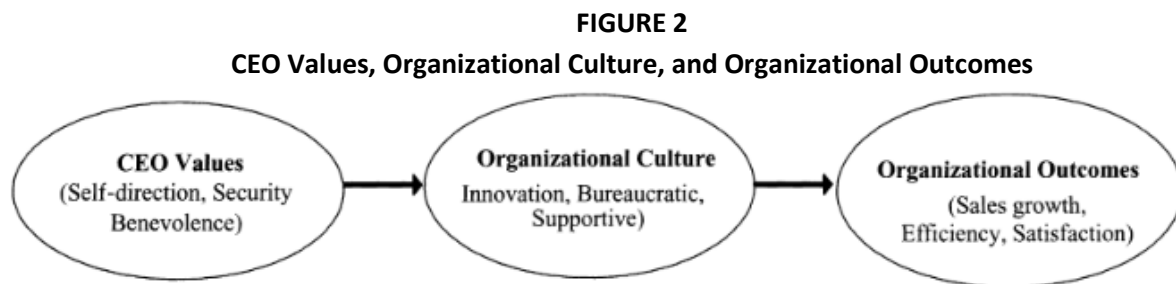 FIGURE 2
CEO Values, Organizational Culture, and Organizational Outcomes
CEO Values
(Self-direction, Security
Benevolence)
Organizational Culture
Innovation, Bureaucratic,
Supportive)
Organizational Outcomes
(Sales growth,
Efficiency, Satisfaction)